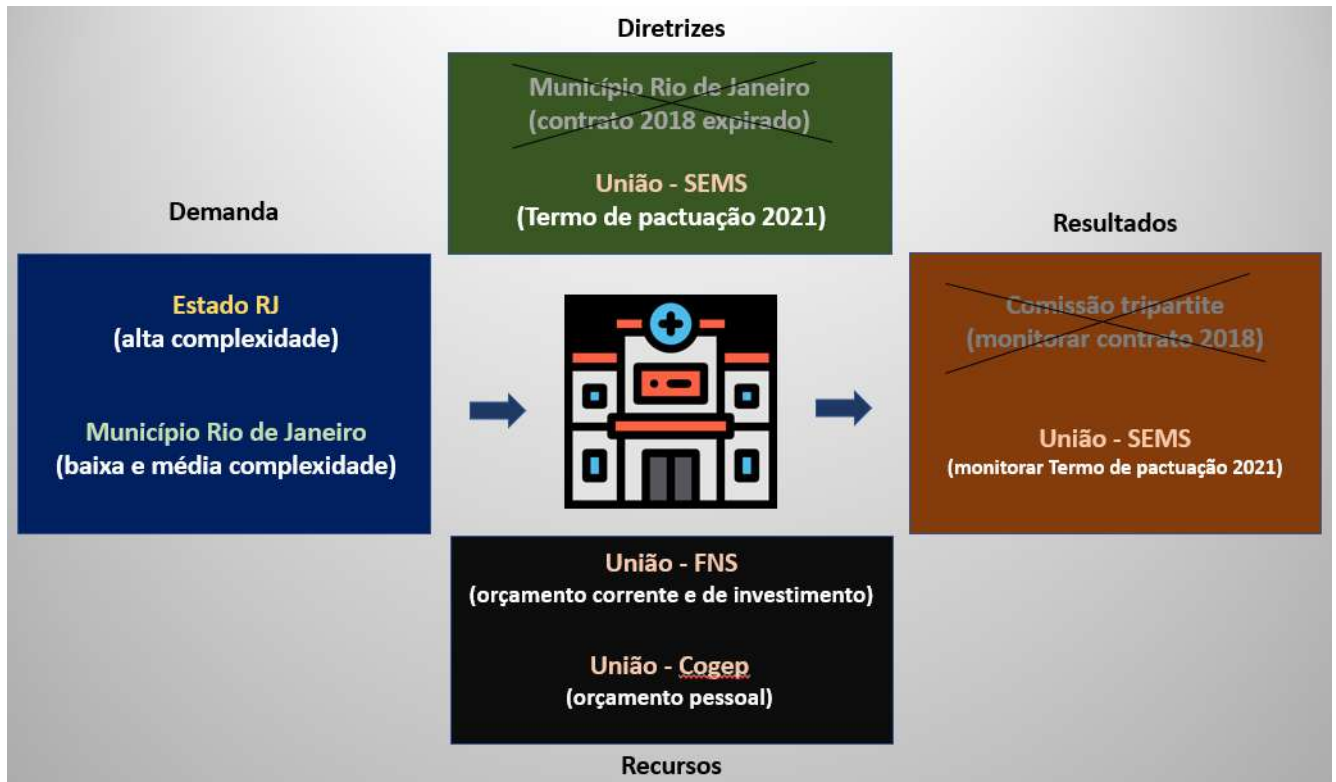 Diretrizes
Município Rio de Janeiro
(contrato 2018 expirado)
União - SEMS
(Termo de pactuação 2021)
Demanda
Estado RJ
(alta complexidade)
Município Rio de Janeiro
(baixa e média complexidade)
Resultados
Comissão tripartite
(monitorar contrato 2018)
União - SEMS
(monitorar Termo de pactuação 2021)
União - FNS
(orçamento corrente e de investimento)
União - Cogep
(orçamento pessoal)
Recursos